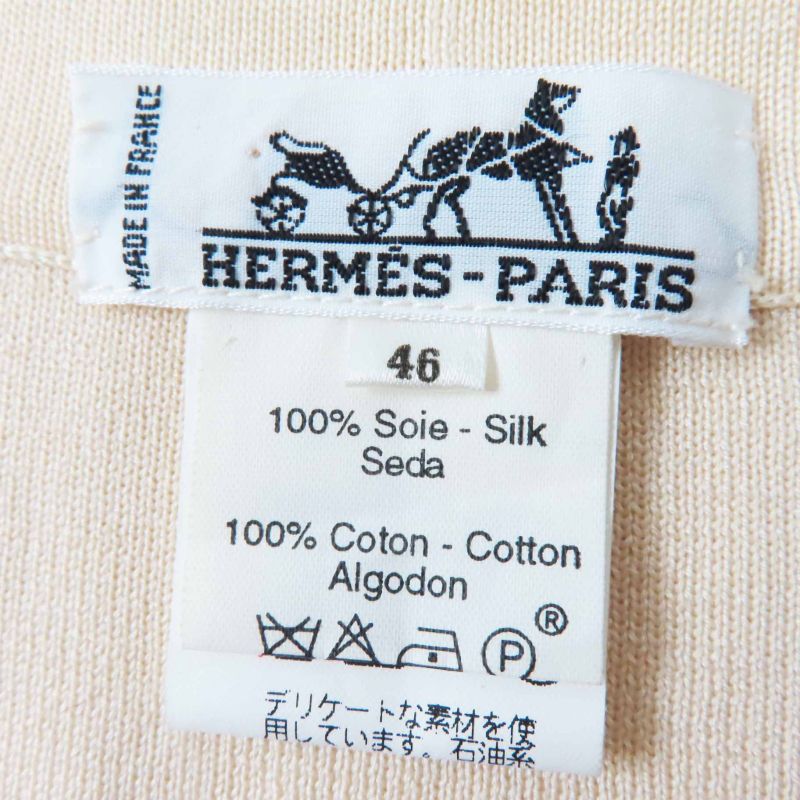 MADE IN FRANCE
HERMÈS-PARIS
46
100% Soie - Silk
Seda
100% Coton - Cotton
Algodon
P ®
デリケートな素材を使
用しています。石油系